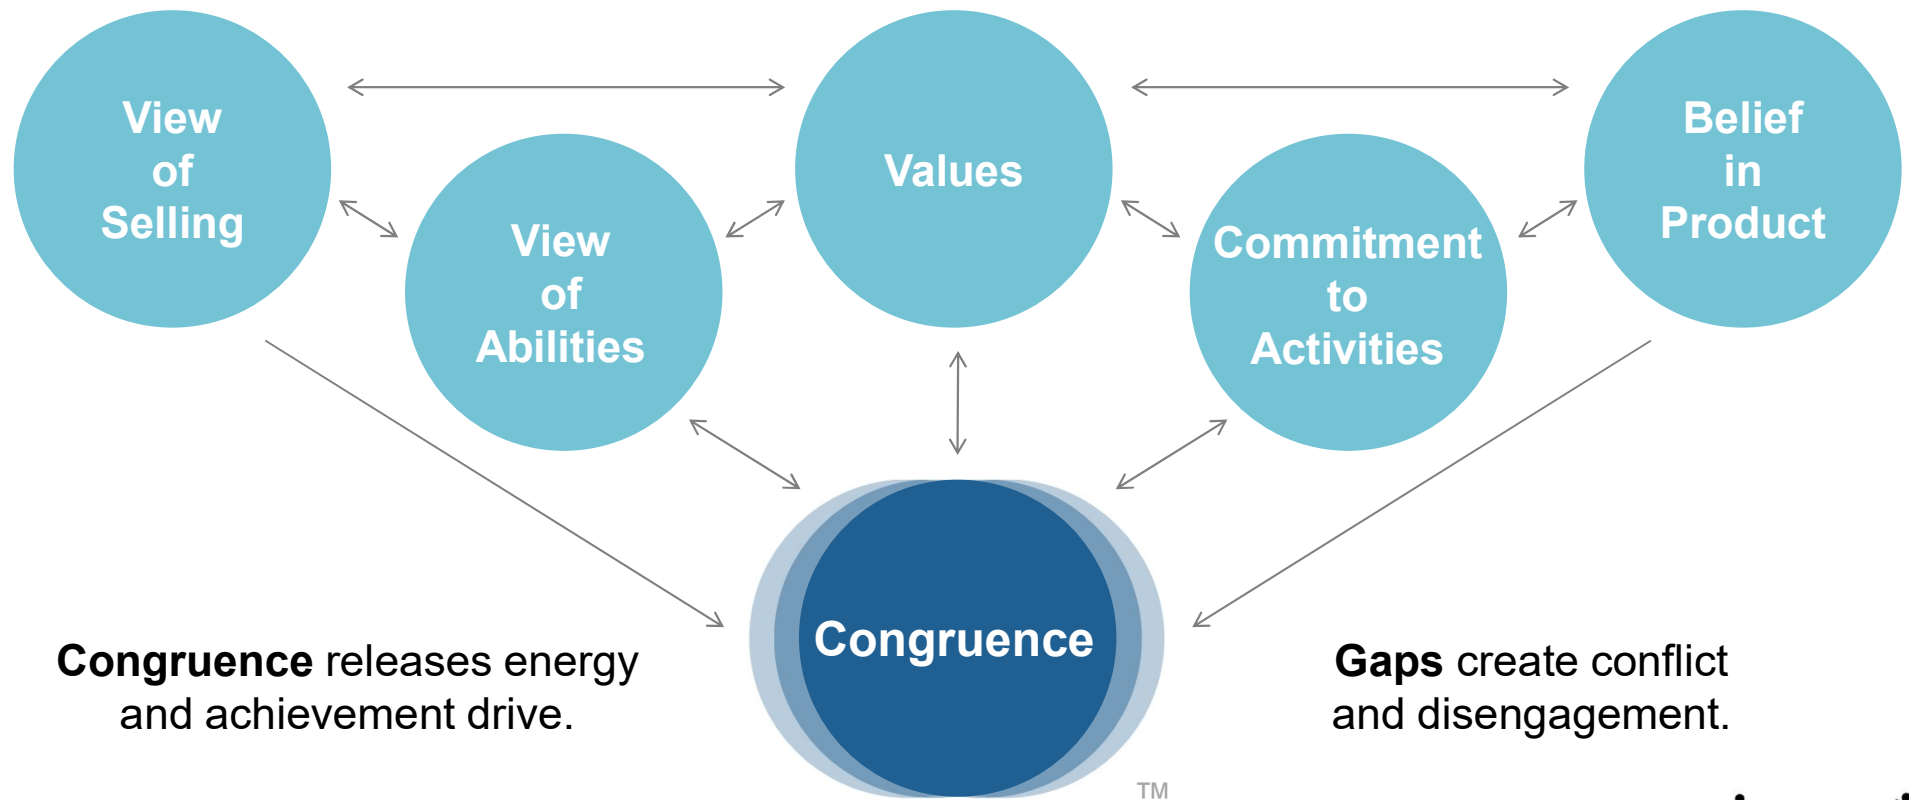 View
of
Selling
View
of
Abilities
Values
Commitment
to
Activities
Belief
in
Product
Congruence
Congruence releases energy
and achievement drive.
Gaps create conflict
and disengagement.
TM